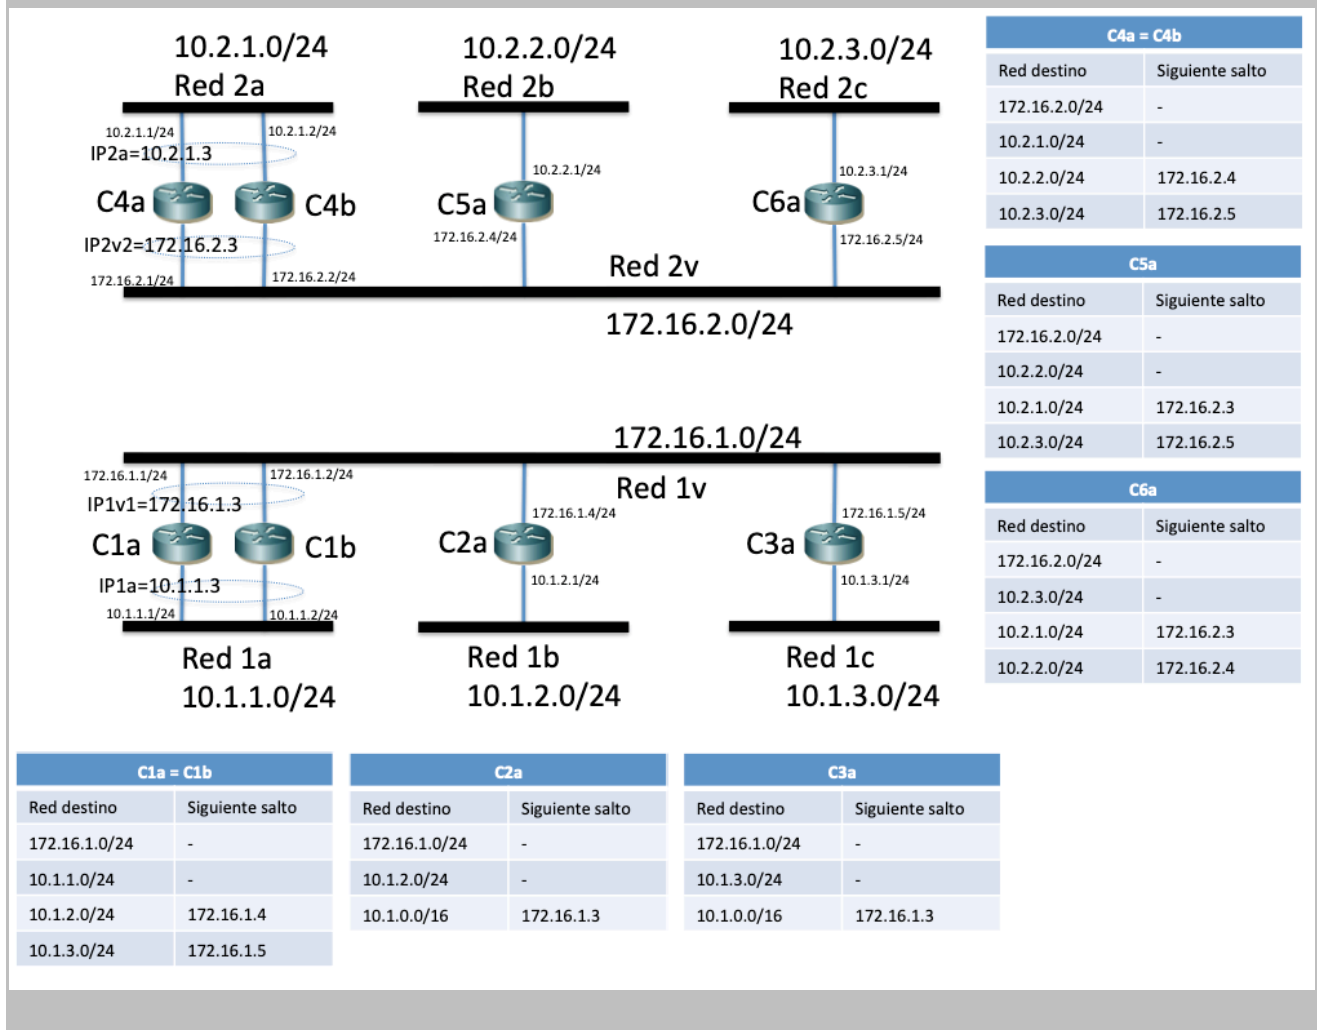 10.2.1.0/24
Red 2a
10.2.2.0/24
Red 2b
10.2.3.0/24
Red 2c
10.2.1.1/24
10.2.1.2/24
IP2a=10.2.1.3
C4a
C4b
IP2v2=172.16.2.3
172.16.2.1/24
172.16.2.2/24
10.2.2.1/24
C5a
172.16.2.4/24
10.2.3.1/24
C6a
172.16.2.5/24
Red 2v
172.16.2.0/24
172.16.1.0/24
Red 1v
172.16.1.1/24
172.16.1.2/24
IP1v1=172.16.1.3
C1a
C1b
IP1a=10.1.1.3
10.1.1.1/24
10.1.1.2/24
172.16.1.4/24
C2a
10.1.2.1/24
172.16.1.5/24
C3a
10.1.3.1/24
Red 1a
10.1.1.0/24
Red 1b
10.1.2.0/24
Red 1c
10.1.3.0/24
C4a = C4b
Red destino Siguiente salto
172.16.2.0/24 -
10.2.1.0/24 -
10.2.2.0/24 172.16.2.4
10.2.3.0/24 172.16.2.5
C5a
Red destino Siguiente salto
172.16.2.0/24 -
10.2.2.0/24 -
10.2.1.0/24 172.16.2.3
10.2.3.0/24 172.16.2.5
C6a
Red destino Siguiente salto
172.16.2.0/24 -
10.2.3.0/24 -
10.2.1.0/24 172.16.2.3
10.2.2.0/24 172.16.2.4
C1a = C1b
Red destino Siguiente salto
172.16.1.0/24 -
10.1.1.0/24 -
10.1.2.0/24 172.16.1.4
10.1.3.0/24 172.16.1.5
C2a
Red destino Siguiente salto
172.16.1.0/24 -
10.1.2.0/24 -
10.1.0.0/16 172.16.1.3
C3a
Red destino Siguiente salto
172.16.1.0/24 -
10.1.3.0/24 -
10.1.0.0/16 172.16.1.3